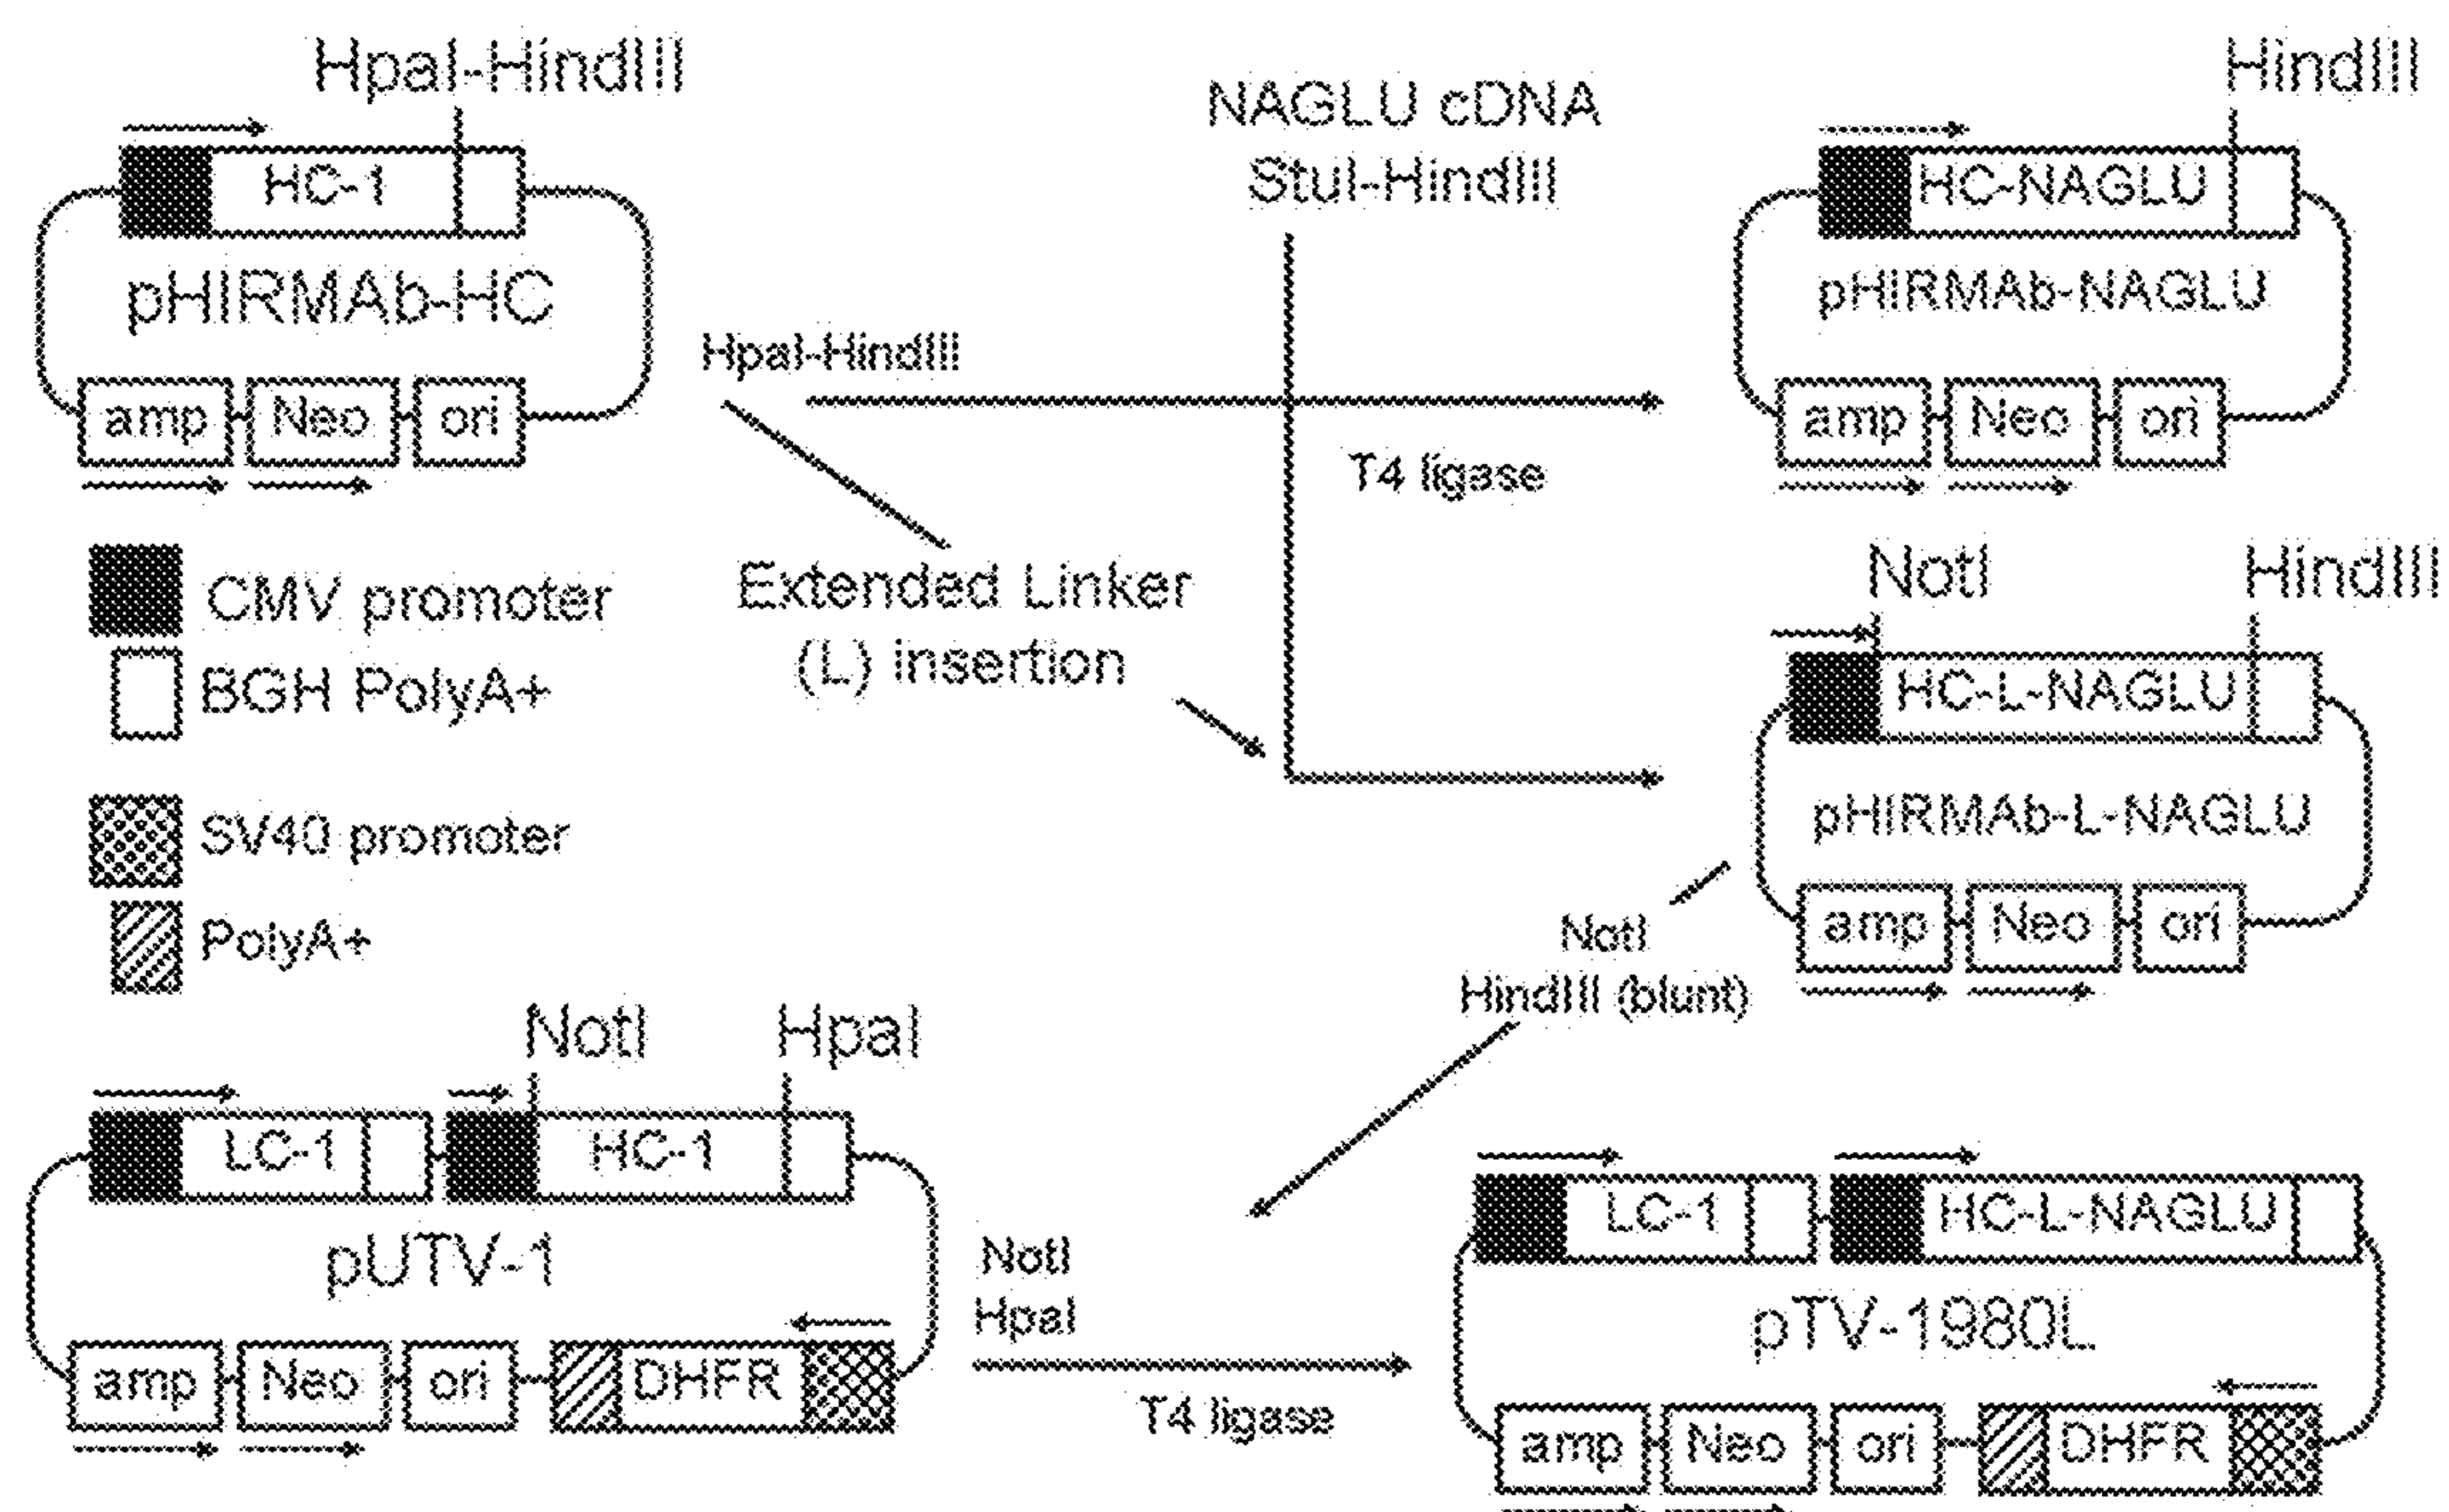 HpaI-HindIII
HC-1
pHIRMAb-HC
amp Neo ori
NAGLU cDNA
StuI-HindIII
HpaI-HindIII
T4 ligase
HindIII
HC-NAGLU
pHIRMAb-NAGLU
amp Neo ori
CMV promoter
BGH PolyA+
SV40 promoter
PolyA+
Extended Linker
(L) insertion
NotI HindIII
HC-L-NAGLU
pHIRMAb-L-NAGLU
amp Neo ori
NotI
HindIII (blunt)
NotI HpaI
LC-1 HC-1
pUTV-1
amp Neo ori DHFR
NotI
HpaI
T4 ligase
LC-1 HC-L-NAGLU
pTV-1980L
amp Neo ori DHFR